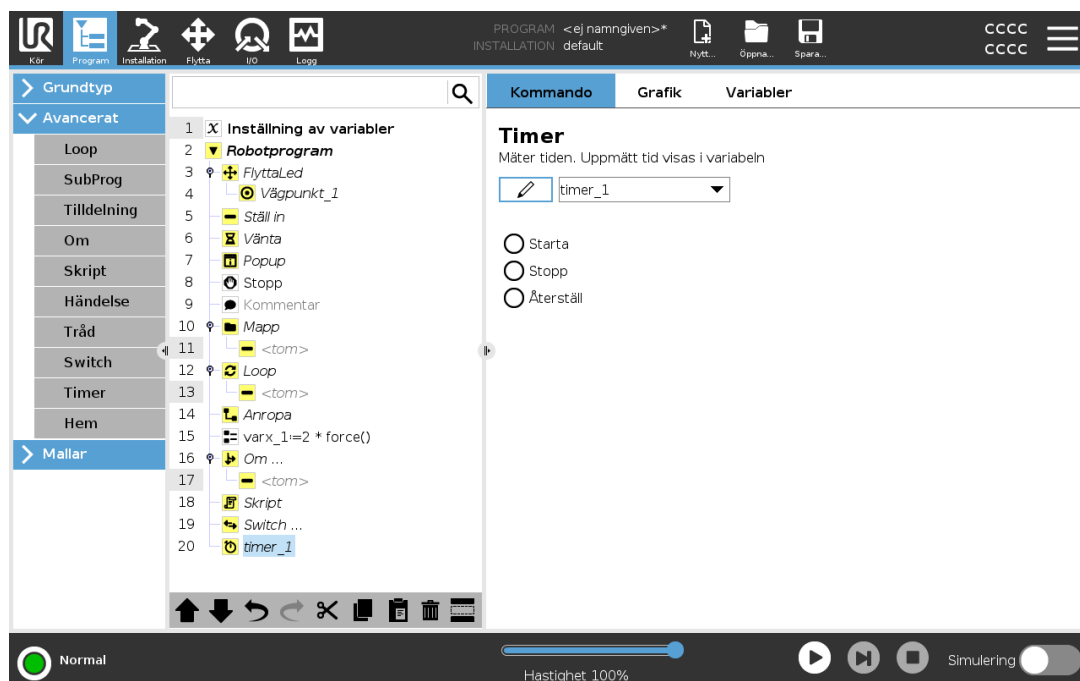 PROGRAM <ej namngiven>*
INSTALLATION default
CCCC
CCCC
Kör
Program
Installation
Flytta
I/O
Logg
Nytt...
Öppna...
Spara...
Grundtyp
Avancerat
Loop
SubProg
Tilldelning
Om
Skript
Händelse
Tråd
Switch
Timer
Hem
Mallar
1 X Inställning av variabler
2 Robotprogram
3 FlyttaLed
4 Vägpunkt_1
5 Ställ in
6 Vänta
7 Popup
8 Stopp
9 Kommentar
10 Mapp
11 <tom>
12 Loop
13 <tom>
14 Anropa
15 varx_1:=2 * force()
16 Om ...
17 <tom>
18 Skript
19 Switch ...
20 timer_1
Kommando
Grafik
Variabler
Timer
Mäter tiden. Uppmätt tid visas i variabeln
timer_1
Starta
Stopp
Återställ
Normal
Hastighet 100%
Simulering